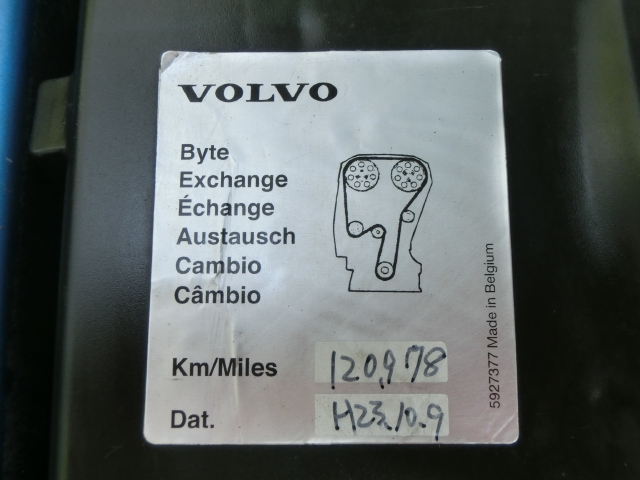 VOLVO
Byte
Exchange
Échange
Austausch
Cambio
Câmbio
Km/Miles 120,978
Dat. H23.10.9
5927377 Made in Belgium